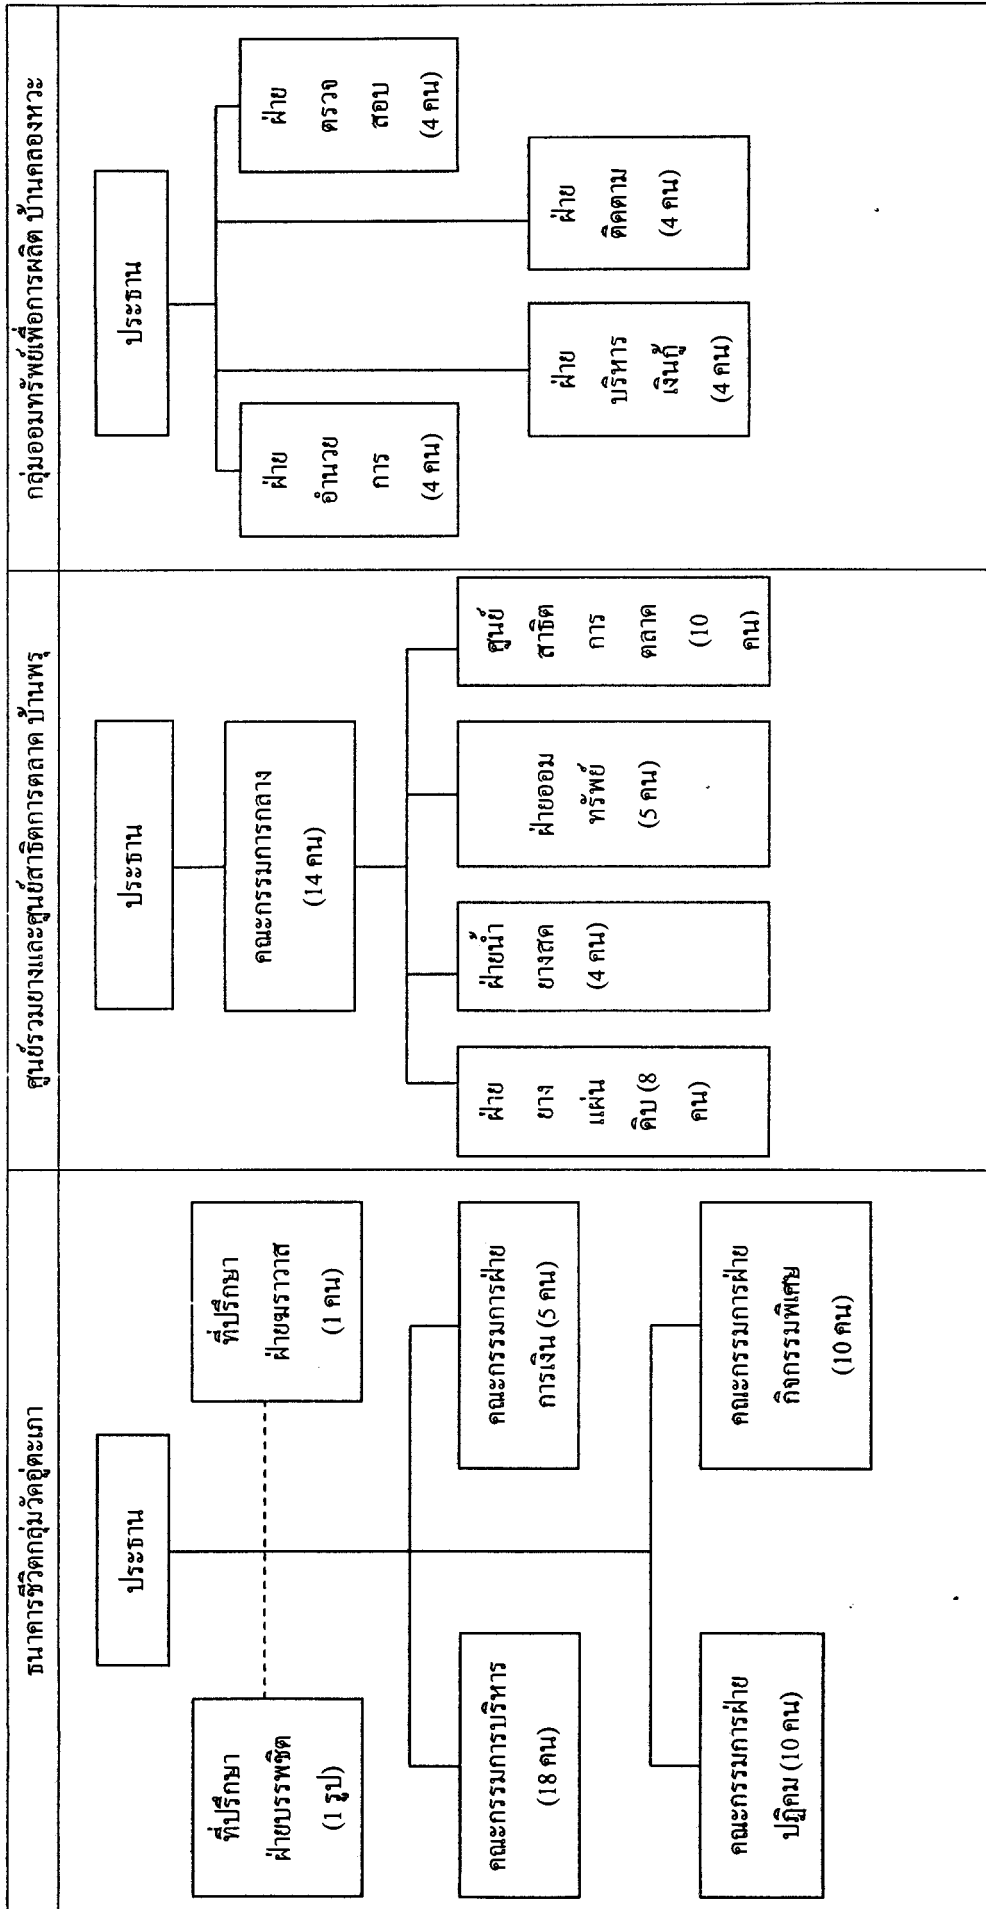 ธนาคารชีวิตกลุ่มวัดอู่ตะเภา
ประธาน
ที่ปรึกษา
ฝ่ายบรรพชิต
(1 รูป)
ที่ปรึกษา
ฝ่ายฆราวาส
(1 คน)
คณะกรรมการบริหาร
(18 คน)
คณะกรรมการฝ่าย
การเงิน (5 คน)
คณะกรรมการฝ่าย
ปฏิคม (10 คน)
คณะกรรมการฝ่าย
กิจกรรมพิเศษ
(10 คน)
ศูนย์รวมยางและศูนย์สาธิตการตลาด บ้านพรุ
ประธาน
คณะกรรมการกลาง
(14 คน)
ฝ่าย
ยาง
แผ่น
ดิบ (8
คน)
ฝ่ายน้ำ
ยางสด
(4 คน)
ฝ่ายออม
ทรัพย์
(5 คน)
ศูนย์
สาธิต
การ
ตลาด
(10
คน)
กลุ่มออมทรัพย์เพื่อการผลิต บ้านคลองหวะ
ประธาน
ฝ่าย
อำนวย
การ
(4 คน)
ฝ่าย
บริหาร
เงินกู้
(4 คน)
ฝ่าย
ติดตาม
(4 คน)
ฝ่าย
ตรวจ
สอบ
(4 คน)